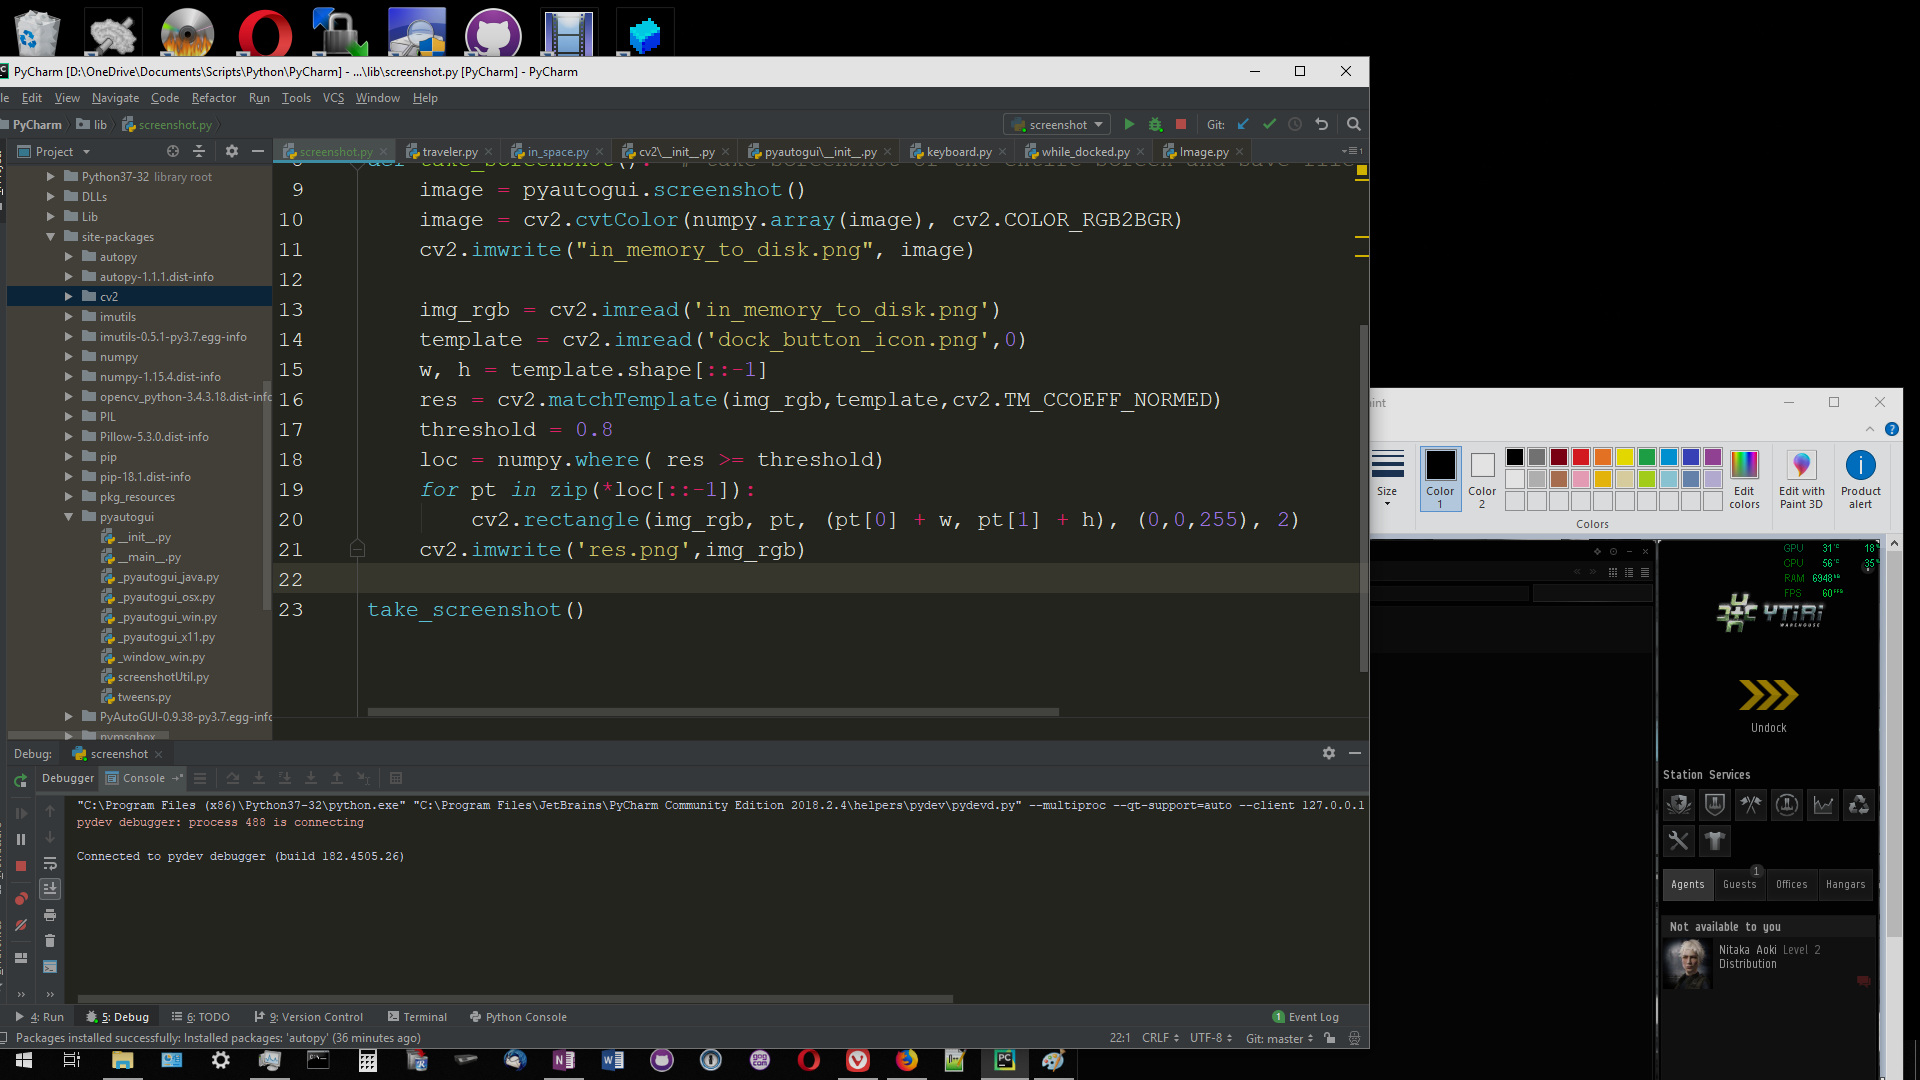 PyCharm [D:\OneDrive\Documents\Scripts\Python\PyCharm] - ...\lib\screenshot.py [PyCharm] - PyCharm
le Edit View Navigate Code Refactor Run Tools VCS Window Help
PyCharm lib screenshot.py
screenshot Git:
Project
screenshot.py traveler.py in_space.py cv2\__init__.py pyautogui\__init__.py keyboard.py while_docked.py Image.py
Python37-32 library root
DLLs
Lib
site-packages
autopy
autopy-1.1.1.dist-info
cv2
imutils
imutils-0.5.1-py3.7.egg-info
numpy
numpy-1.15.4.dist-info
opencv_python-3.4.3.18.dist-info
PIL
Pillow-5.3.0.dist-info
pip
pip-18.1.dist-info
pkg_resources
pyautogui
__init__.py
__main__.py
_pyautogui_java.py
_pyautogui_osx.py
_pyautogui_win.py
_pyautogui_x11.py
_window_win.py
screenshotUtil.py
tweens.py
PyAutoGUI-0.9.38-py3.7.egg-info
pymsgbox
9 image = pyautogui.screenshot()
10 image = cv2.cvtColor(numpy.array(image), cv2.COLOR_RGB2BGR)
11 cv2.imwrite("in_memory_to_disk.png", image)
12
13 img_rgb = cv2.imread('in_memory_to_disk.png')
14 template = cv2.imread('dock_button_icon.png',0)
15 w, h = template.shape[::-1]
16 res = cv2.matchTemplate(img_rgb,template,cv2.TM_CCOEFF_NORMED)
17 threshold = 0.8
18 loc = numpy.where( res >= threshold)
19 for pt in zip(*loc[::-1]):
20 cv2.rectangle(img_rgb, pt, (pt[0] + w, pt[1] + h), (0,0,255), 2)
21 cv2.imwrite('res.png',img_rgb)
22
23 take_screenshot()
Debug: screenshot
Debugger Console
"C:\Program Files (x86)\Python37-32\python.exe" "C:\Program Files\JetBrains\PyCharm Community Edition 2018.2.4\helpers\pydev\pydevd.py" --multiproc --qt-support=auto --client 127.0.0.1
pydev debugger: process 488 is connecting
Connected to pydev debugger (build 182.4505.26)
4: Run 5: Debug 6: TODO 9: Version Control Terminal Python Console 1 Event Log
Packages installed successfully: Installed packages: 'autopy' (36 minutes ago) 22:1 CRLF UTF-8 Git: master
int
Size
Color 1
Color 2
Edit colors
Edit with Paint 3D
Product alert
Colors
GPU 31°C 18%
CPU 56°C 35%
RAM 6948
FPS 60
YTIRI
WAREHOUSE
Undock
Station Services
Agents Guests 1 Offices Hangars
Not available to you
Nitaka Aoki Level 2
Distribution